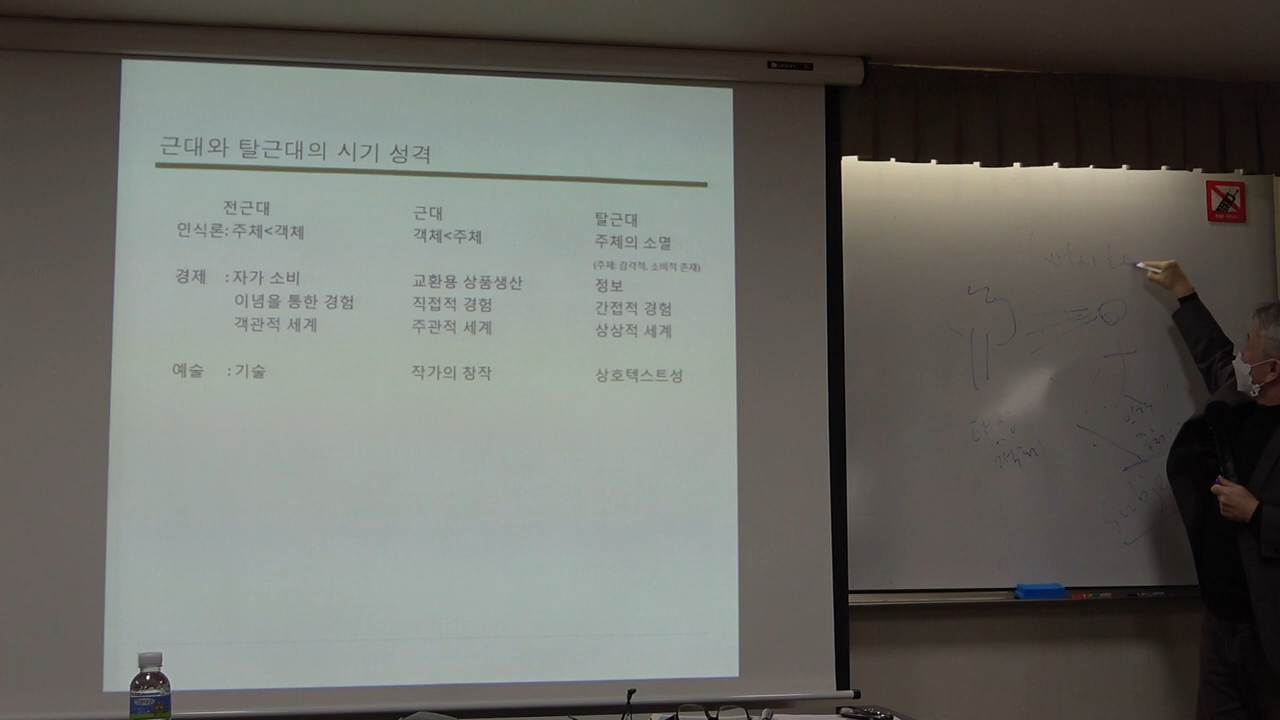 근대와 탈근대의 시기 성격
전근대 근대 탈근대
인식론: 주체<객체 객체<주체 주체의 소멸
(주체: 감각적, 소비적 존재)
경제 : 자가 소비 교환용 상품생산 정보
이념을 통한 경험 직접적 경험 간접적 경험
객관적 세계 주관적 세계 상상적 세계
예술 : 기술 작가의 창작 상호텍스트성